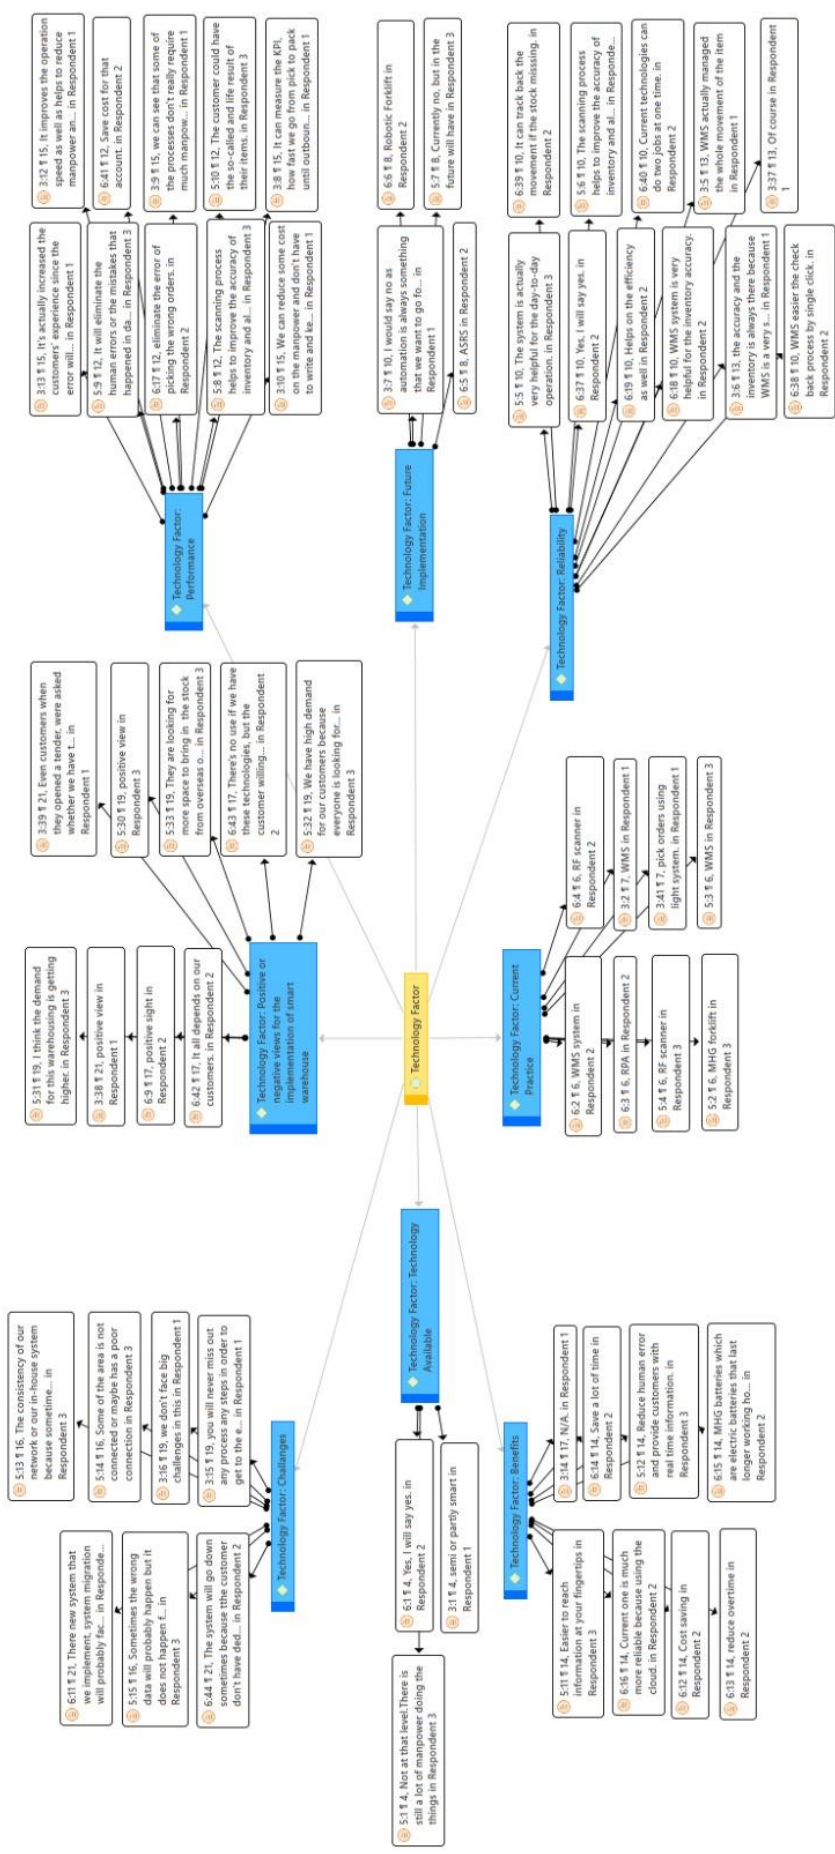 6:11 ¶ 21, There new system that
we implement, system migration
will probably fac... in Responde...
5:15 ¶ 16, Sometimes the wrong
data will probably happen but it
does not happen f... in
Respondent 3
6:44 ¶ 21, The system will go down
sometimes because tthe customer
don't have ded... in Respondent 2
5:13 ¶ 16, The consistency of our
network or our in-house system
because sometime... in
Respondent 3
5:14 ¶ 16, Some of the area is not
connected or maybe has a poor
connection in Respondent 3
3:16 ¶ 19, we don't face big
challenges in this in Respondent 1
3:15 ¶ 19, you will never miss out
any process any steps in order to
get to the e... in Respondent 1
Technology Factor: Challanges
5:31 ¶ 19, I think the demand
for this warehousing is getting
higher. in Respondent 3
3:38 ¶ 21, positive view in
Respondent 1
6:9 ¶ 17, positive sight in
Respondent 2
6:42 ¶ 17, It all depends on our
customers. in Respondent 2
3:39 ¶ 21, Even customers when
they opened a tender, were asked
whether we have t... in
Respondent 1
5:30 ¶ 19, positive view in
Respondent 3
5:33 ¶ 19, They are looking for
more space to bring in the stock
from overseas o... in Respondent 3
6:43 ¶ 17, There's no use if we have
these technologies, but the
customer willing... in Respondent
2
5:32 ¶ 19, We have high demand
for our customers because
everyone is looking for... in
Respondent 3
Technology Factor: Positive or
negative views for the
implementation of smart
warehouse
3:13 ¶ 15, It's actually increased the
customers' experience since the
error will... in Respondent 1
5:9 ¶ 12, It will eliminate the
human errors or the mistakes that
happened in da... in Respondent 3
6:17 ¶ 12, eliminate the error of
picking the wrong orders. in
Respondent 2
5:8 ¶ 12, The scanning process
helps to improve the accuracy of
inventory and al... in Respondent 3
3:10 ¶ 15, We can reduce some cost
on the manpower and don't have
to write and ke... in Respondent 1
3:12 ¶ 15, It improves the operation
speed as well as helps to reduce
manpower an... in Respondent 1
6:41 ¶ 12, Save cost for that
account. in Respondent 2
3:9 ¶ 15, we can see that some of
the processes don't really require
much manpow... in Respondent 1
5:10 ¶ 12, The customer could have
the so-called and life result of
their items. in Respondent 3
3:8 ¶ 15, It can measure the KPI,
how fast we go from pick to pack
until outboun... in Respondent 1
Technology Factor:
Performance
5:1 ¶ 4, Not at that level.There is
still a lot of manpower doing the
things in Respondent 3
6:1 ¶ 4, Yes, I will say yes. in
Respondent 2
3:1 ¶ 4, semi or partly smart in
Respondent 1
Technology Factor: Technology
Available
Technology Factor
Technology Factor: Future
Implementation
3:7 ¶ 10, I would say no as
automation is always something
that we want to go fo... in
Respondent 1
6:5 ¶ 8, ASRS in Respondent 2
6:6 ¶ 8, Robotic Forklift in
Respondent 2
5:7 ¶ 8, Currently no, but in the
future will have in Respondent 3
Technology Factor: Benefits
5:11 ¶ 14, Easier to reach
information at your fingertips in
Respondent 3
6:16 ¶ 14, Current one is much
more reliable because using the
cloud. in Respondent 2
6:12 ¶ 14, Cost saving in
Respondent 2
6:13 ¶ 14, reduce overtime in
Respondent 2
3:14 ¶ 17, N/A. in Respondent 1
6:14 ¶ 14, Save a lot of time in
Respondent 2
5:12 ¶ 14, Reduce human error
and provide customers with
real time information. in
Respondent 3
6:15 ¶ 14, MHG batteries which
are electric batteries that last
longer working ho... in
Respondent 2
Technology Factor: Current
Practice
6:2 ¶ 6, WMS system in
Respondent 2
6:3 ¶ 6, RPA in Respondent 2
5:4 ¶ 6, RF scanner in
Respondent 3
5:2 ¶ 6, MHG forklift in
Respondent 3
6:4 ¶ 6, RF scanner in
Respondent 2
3:2 ¶ 7, WMS in Respondent 1
3:41 ¶ 7, pick orders using
light system. in Respondent 1
5:3 ¶ 6, WMS in Respondent 3
Technology Factor: Reliability
5:5 ¶ 10, The system is actually
very helpful for the day-to-day
operation. in Respondent 3
6:37 ¶ 10, Yes, I will say yes. in
Respondent 2
6:19 ¶ 10, Helps on the efficiency
as well in Respondent 2
6:18 ¶ 10, WMS system is very
helpful for the inventory accuracy.
in Respondent 2
3:6 ¶ 13, the accuracy and the
inventory is always there because
WMS is a very s... in Respondent 1
6:38 ¶ 10, WMS easier the check
back process by single click. in
Respondent 2
6:39 ¶ 10, It can track back the
movement if the stock misssing. in
Respondent 2
5:6 ¶ 10, The scanning process
helps to improve the accuracy of
inventory and al... in Responde...
6:40 ¶ 10, Current technologies can
do two jobs at one time. in
Respondent 2
3:5 ¶ 13, WMS actually managed
the whole movement of the item
in Respondent 1
3:37 ¶ 13, Of course in Respondent
1